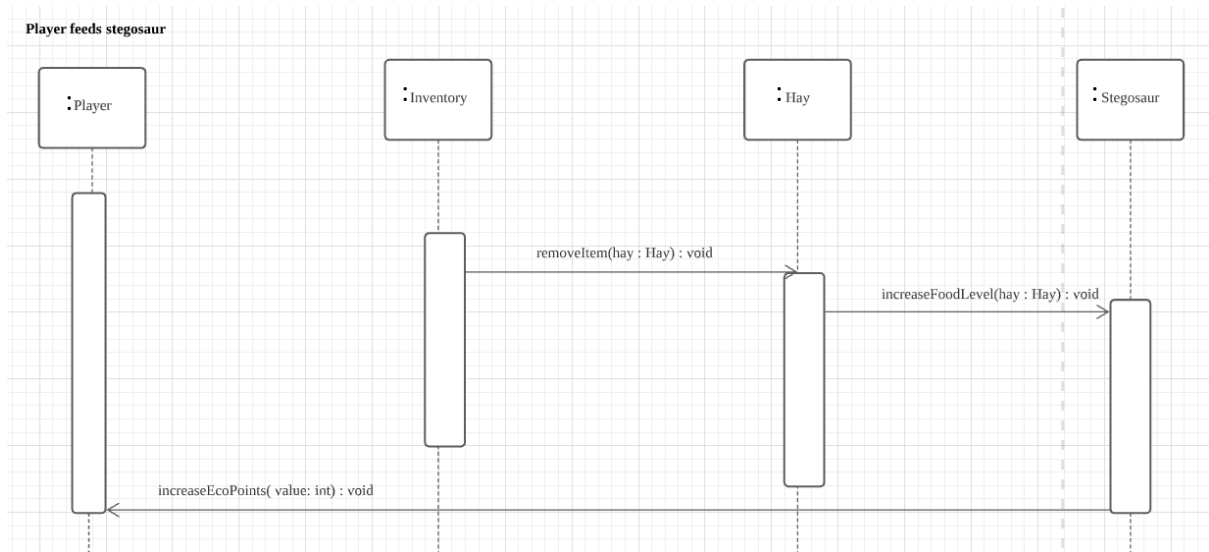 Player feeds stegosaur
:Player
:Inventory
: Hay
: Stegosaur
removeItem(hay : Hay) : void
increaseFoodLevel(hay : Hay) : void
increaseEcoPoints( value: int) : void